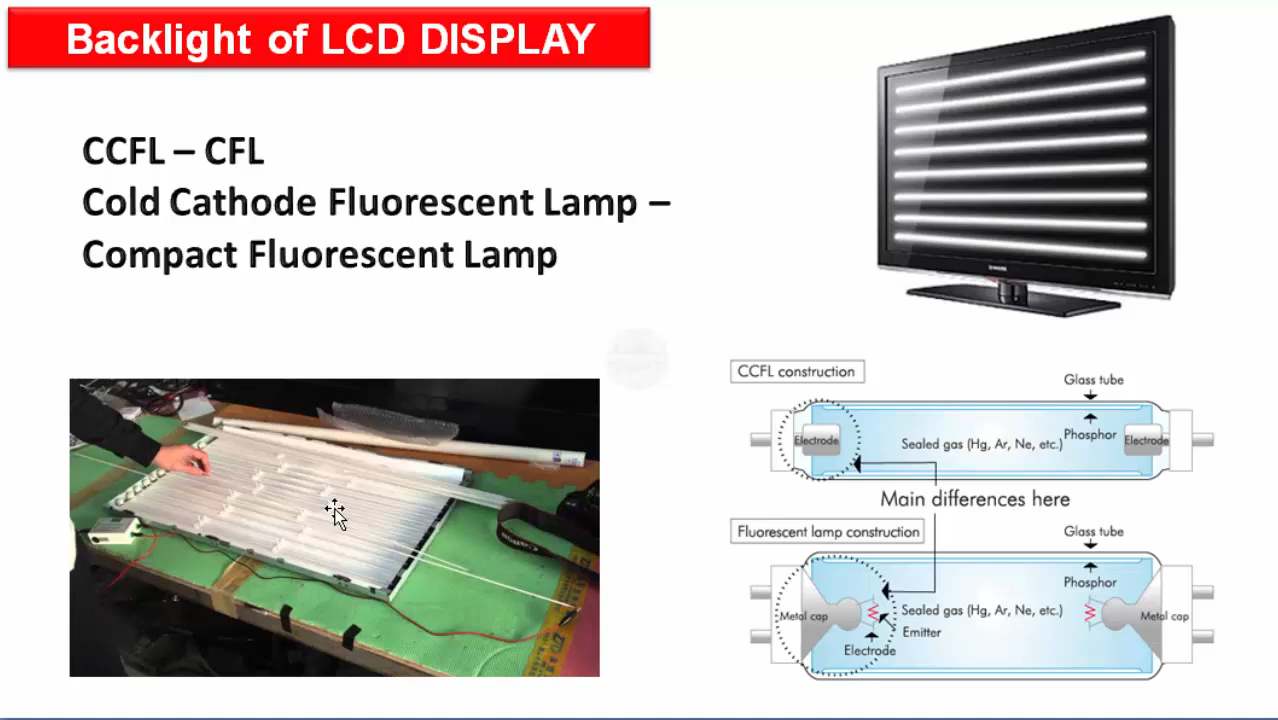 Backlight of LCD DISPLAY
CCFL – CFL
Cold Cathode Fluorescent Lamp –
Compact Fluorescent Lamp
SAMSUNG
CCFL construction
Glass tube
Phosphor
Electrode
Sealed gas (Hg, Ar, Ne, etc.)
Electrode
Main differences here
Fluorescent lamp construction
Glass tube
Phosphor
Metal cap
Sealed gas (Hg, Ar, Ne, etc.)
Emitter
Electrode
Metal cap
Canon